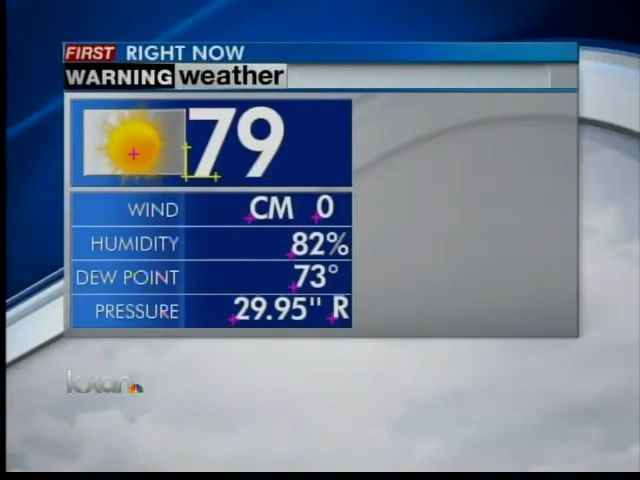 FIRST RIGHT NOW
WARNING weather
79
WIND CM 0
HUMIDITY 82%
DEW POINT 73°
PRESSURE 29.95" R
kxan